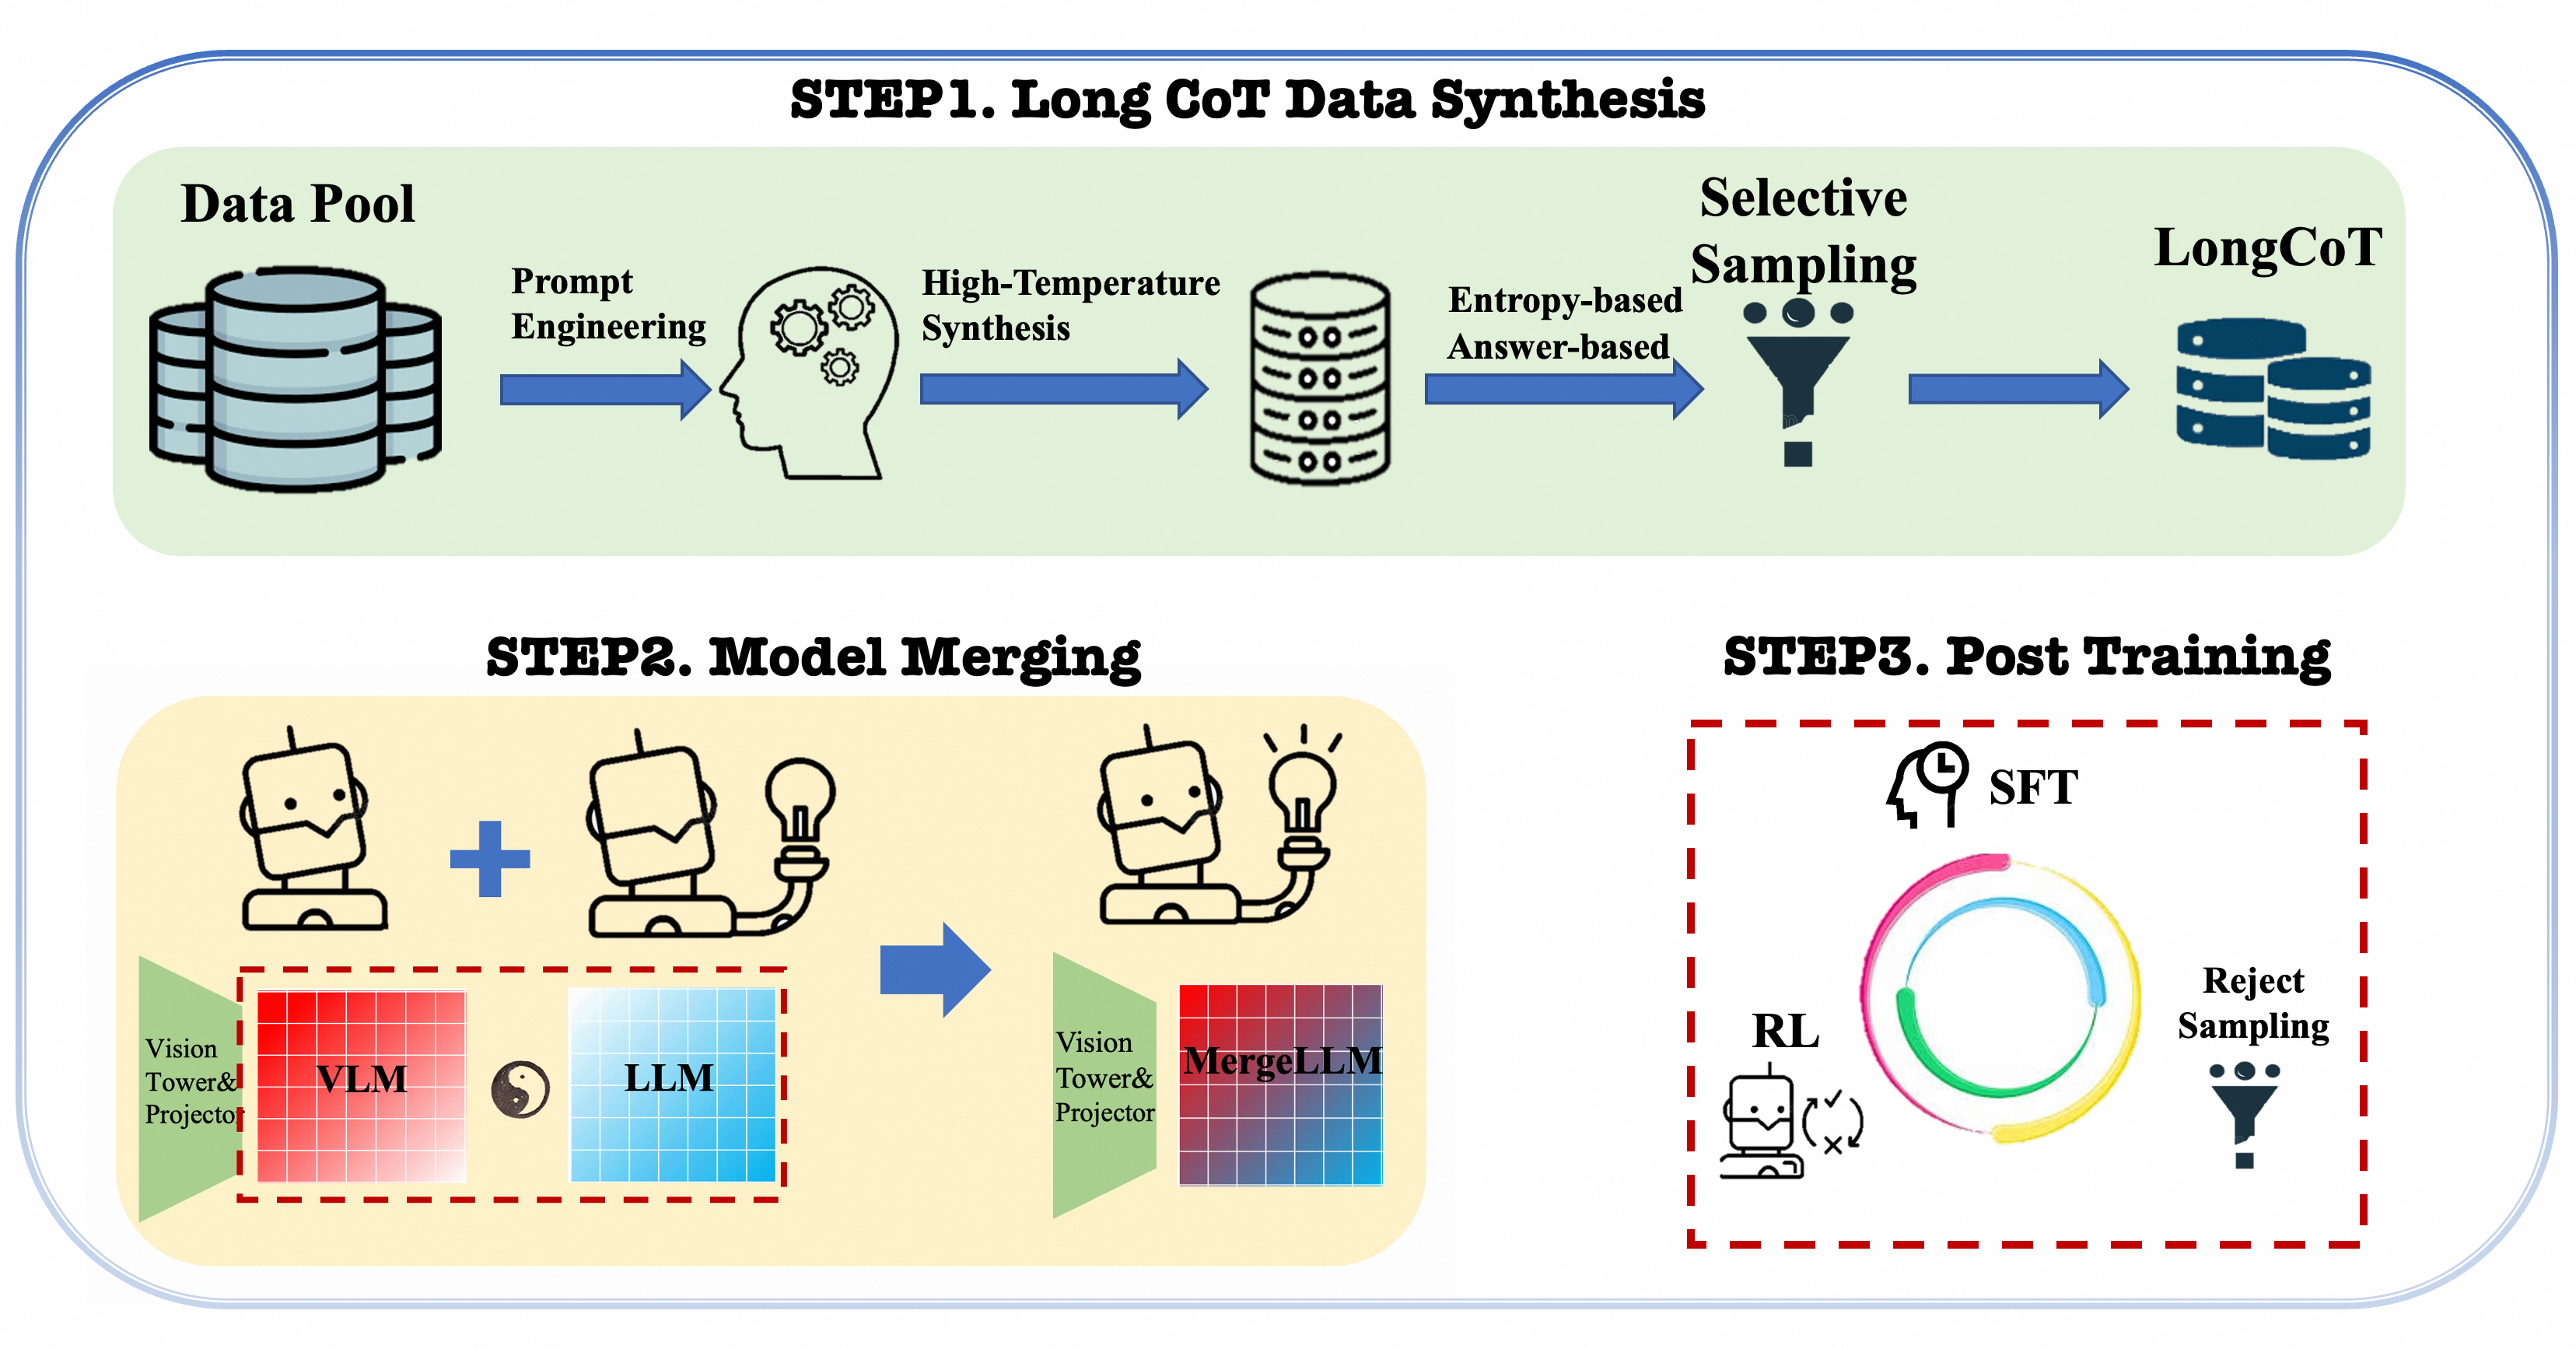 STEP1. Long CoT Data Synthesis
Data Pool
Prompt
Engineering
High-Temperature
Synthesis
Entropy-based
Answer-based
Selective
Sampling
LongCoT
STEP2. Model Merging
Vision
Tower&
Projector
VLM
LLM
Vision
Tower&
Projector
MergeLLM
STEP3. Post Training
SFT
RL
Reject
Sampling